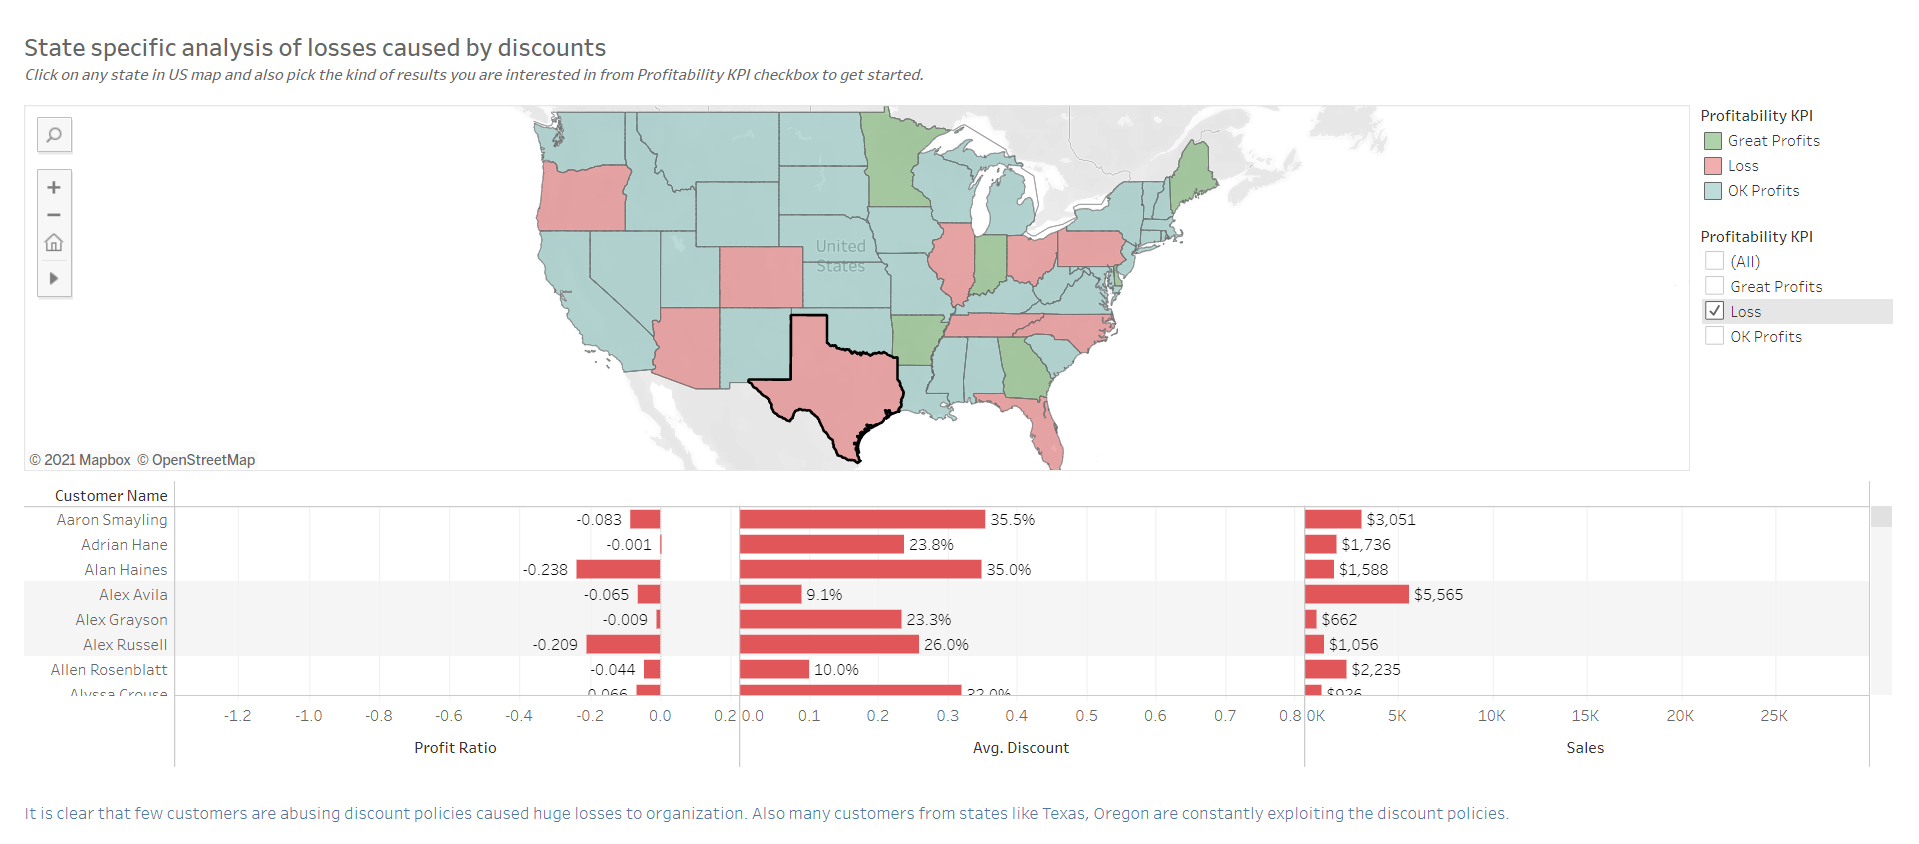 State specific analysis of losses caused by discounts
Click on any state in US map and also pick the kind of results you are interested in from Profitability KPI checkbox to get started.
United
States
© 2021 Mapbox © OpenStreetMap
Profitability KPI
Great Profits
Loss
OK Profits
Profitability KPI
(All)
Great Profits
Loss
OK Profits
Customer Name
Aaron Smayling -0.083 35.5% $3,051
Adrian Hane -0.001 23.8% $1,736
Alan Haines -0.238 35.0% $1,588
Alex Avila -0.065 9.1% $5,565
Alex Grayson -0.009 23.3% $662
Alex Russell -0.209 26.0% $1,056
Allen Rosenblatt -0.044 10.0% $2,235
Alyssa Crouse
-1.2 -1.0 -0.8 -0.6 -0.4 -0.2 0.0 0.2 0.0 0.1 0.2 0.3 0.4 0.5 0.6 0.7 0.8 0K 5K 10K 15K 20K 25K
Profit Ratio Avg. Discount Sales
It is clear that few customers are abusing discount policies caused huge losses to organization. Also many customers from states like Texas, Oregon are constantly exploiting the discount policies.